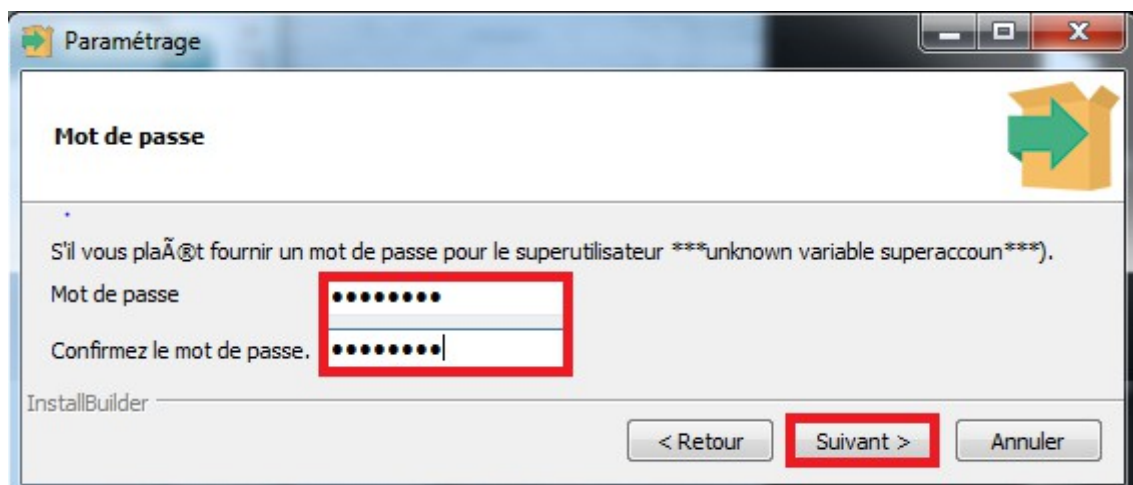 Paramétrage
Mot de passe
S'il vous plaÃ®t fournir un mot de passe pour le superutilisateur ***unknown variable superaccoun***).
Mot de passe ••••••••
Confirmez le mot de passe. ••••••••
InstallBuilder
< Retour Suivant > Annuler